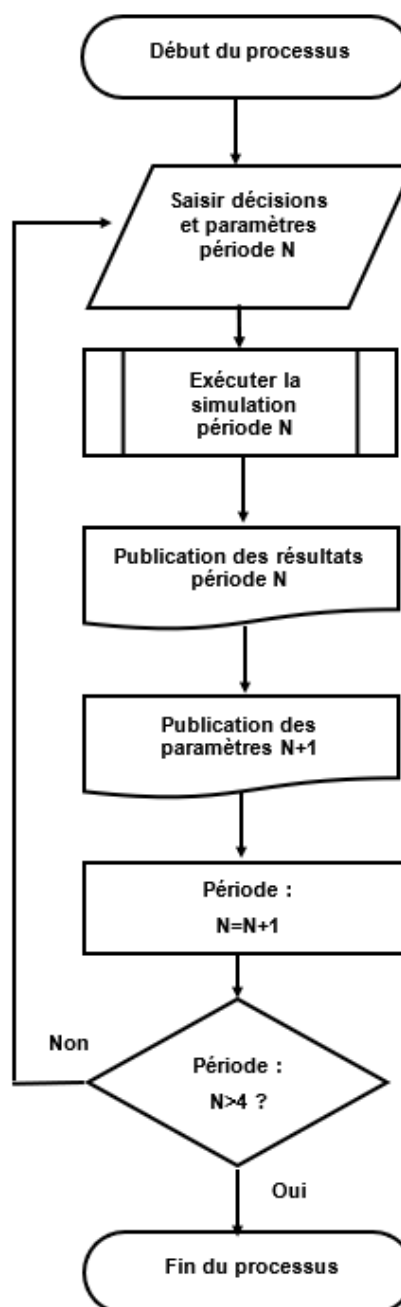 Début du processus
Saisir décisions
et paramètres
période N
Exécuter la
simulation
période N
Publication des résultats
période N
Publication des
paramètres N+1
Période :
N=N+1
Non
Période :
N>4 ?
Oui
Fin du processus